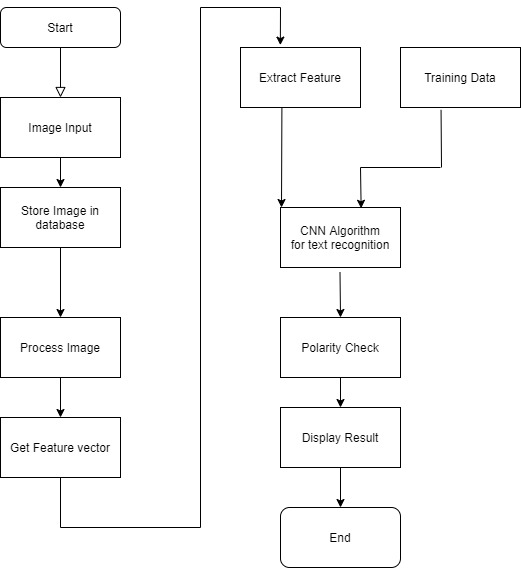 Start
Image Input
Store Image in
database
Process Image
Get Feature vector
Extract Feature
Training Data
CNN Algorithm
for text recognition
Polarity Check
Display Result
End